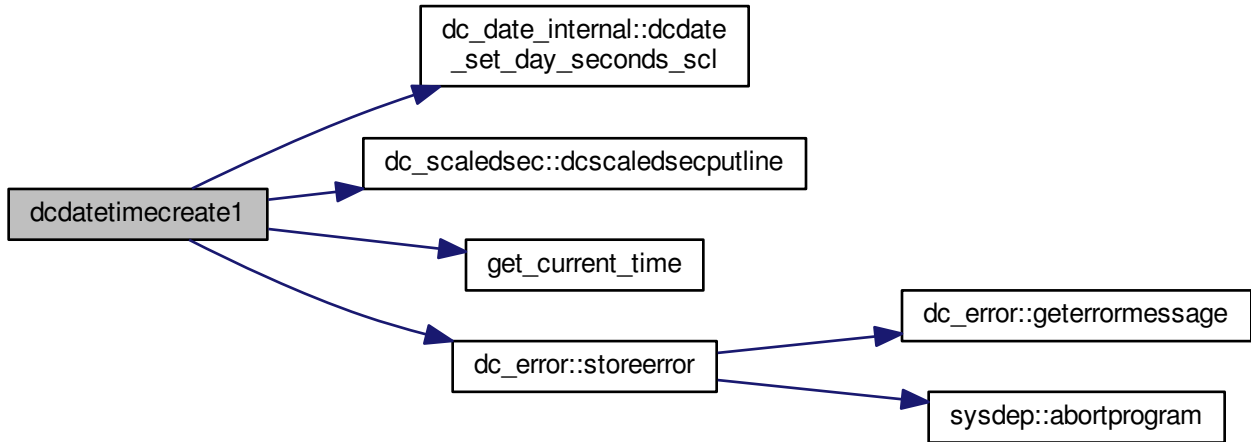 dc_date_internal::dcdate
_set_day_seconds_scl
dc_scaledsec::dcscaledsecputline
dcdatetimecreate1
get_current_time
dc_error::geterrormessage
dc_error::storeerror
sysdep::abortprogram